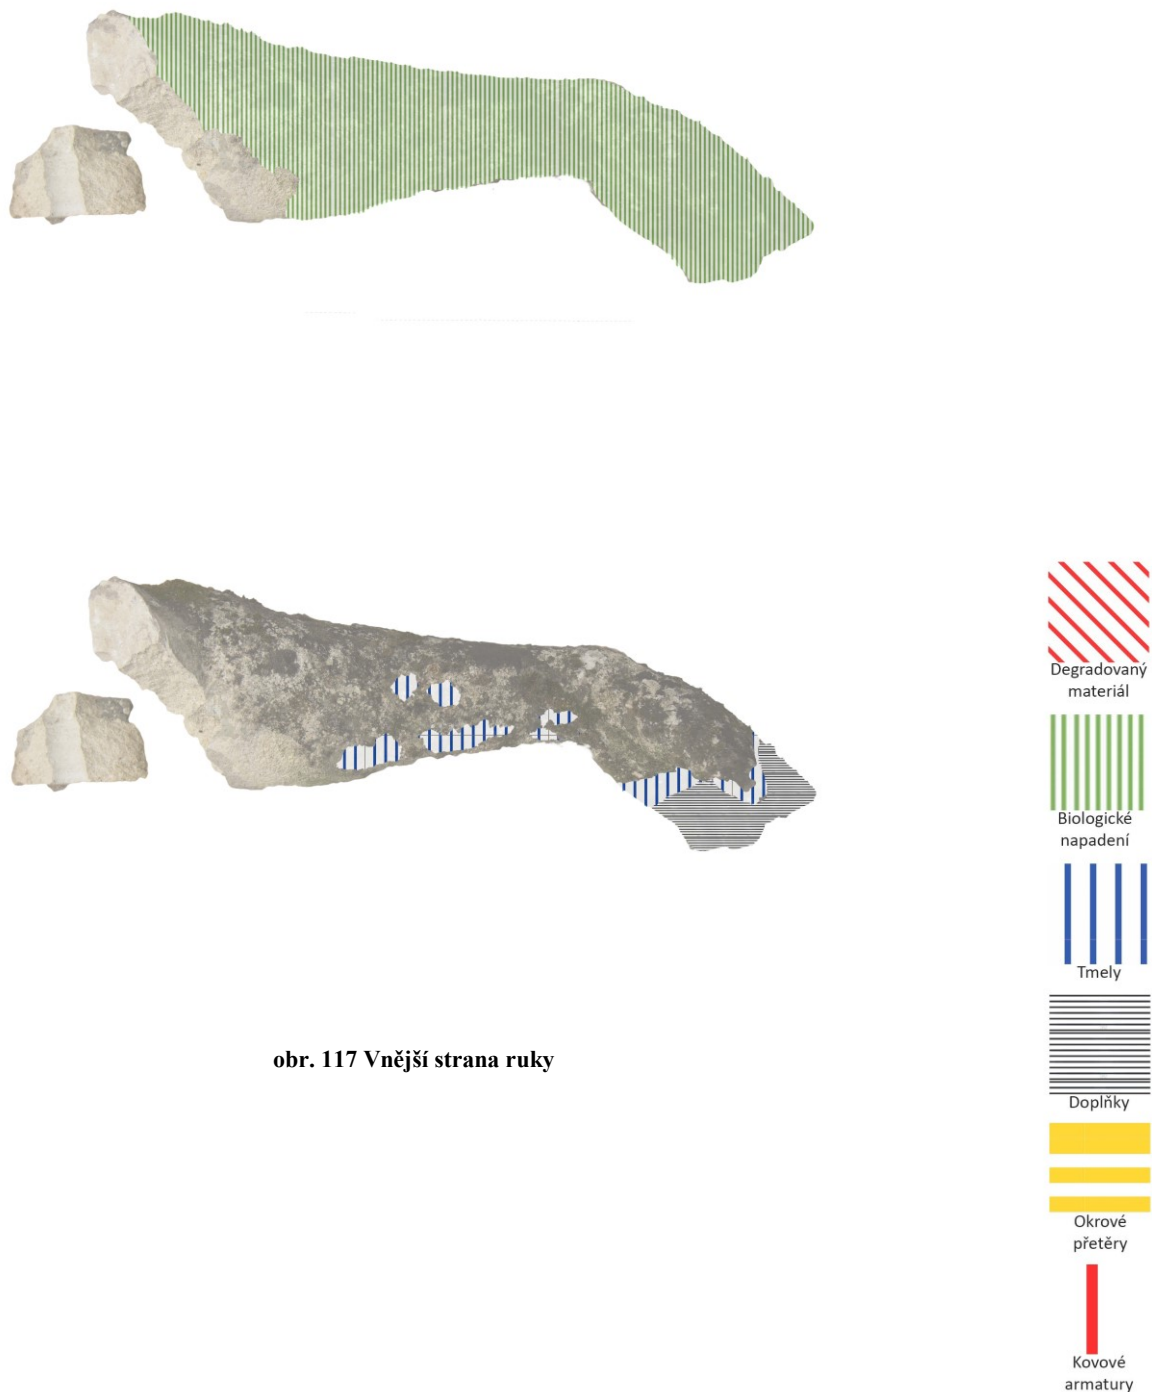 Degradovaný
materiál
Biologické
napadení
Tmely
obr. 117 Vnější strana ruky
Doplňky
Okrové
přetěry
Kovové
armatury